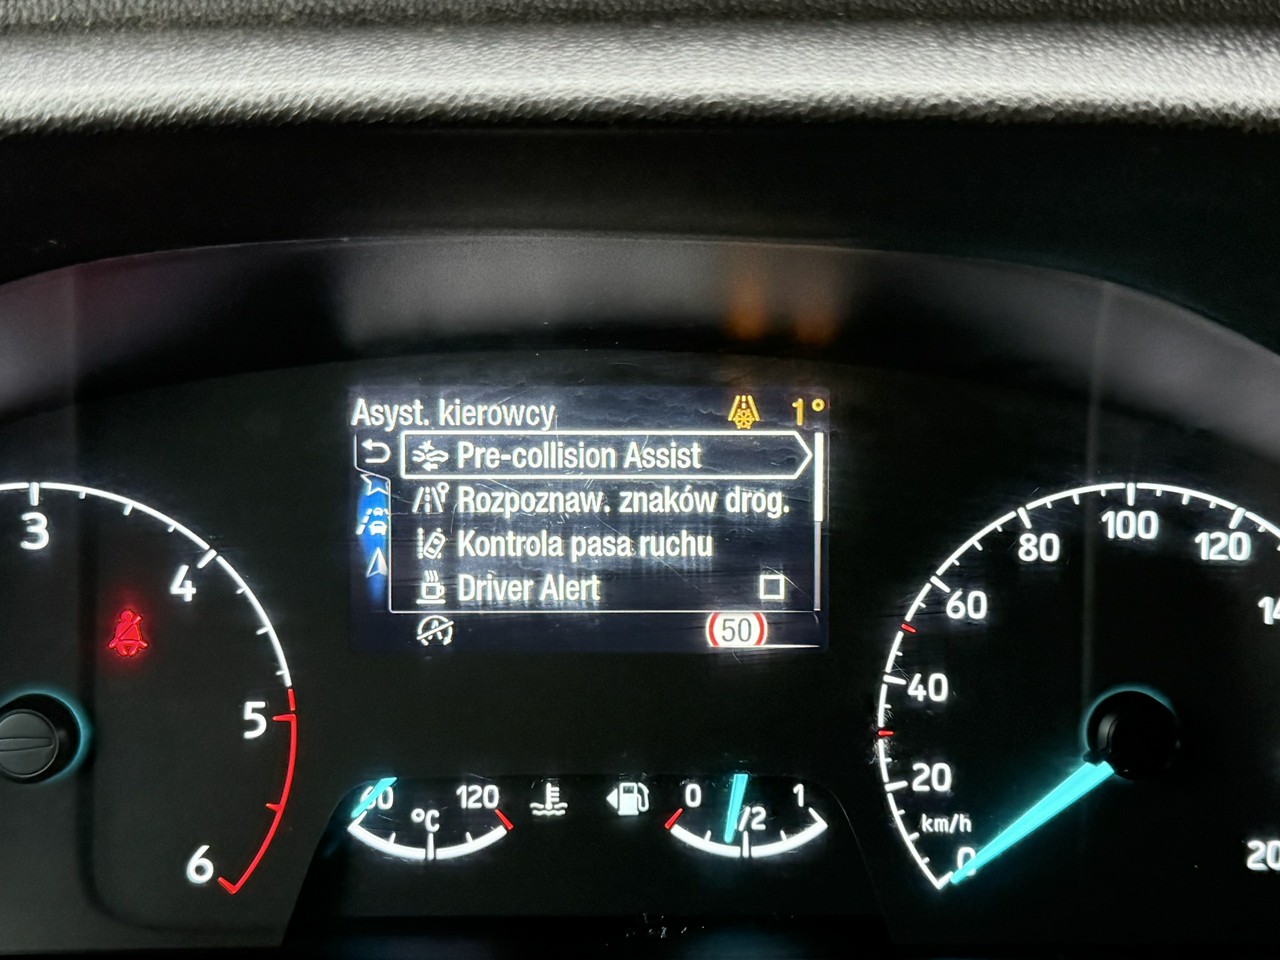 Asyst. kierowcy 1°
Pre-collision Assist
Rozpoznaw. znaków drog.
Kontrola pasa ruchu
Driver Alert
50
3
4
5
6
60 120
°C
0 1/2 1
0
20
40
60
80
100
120
km/h